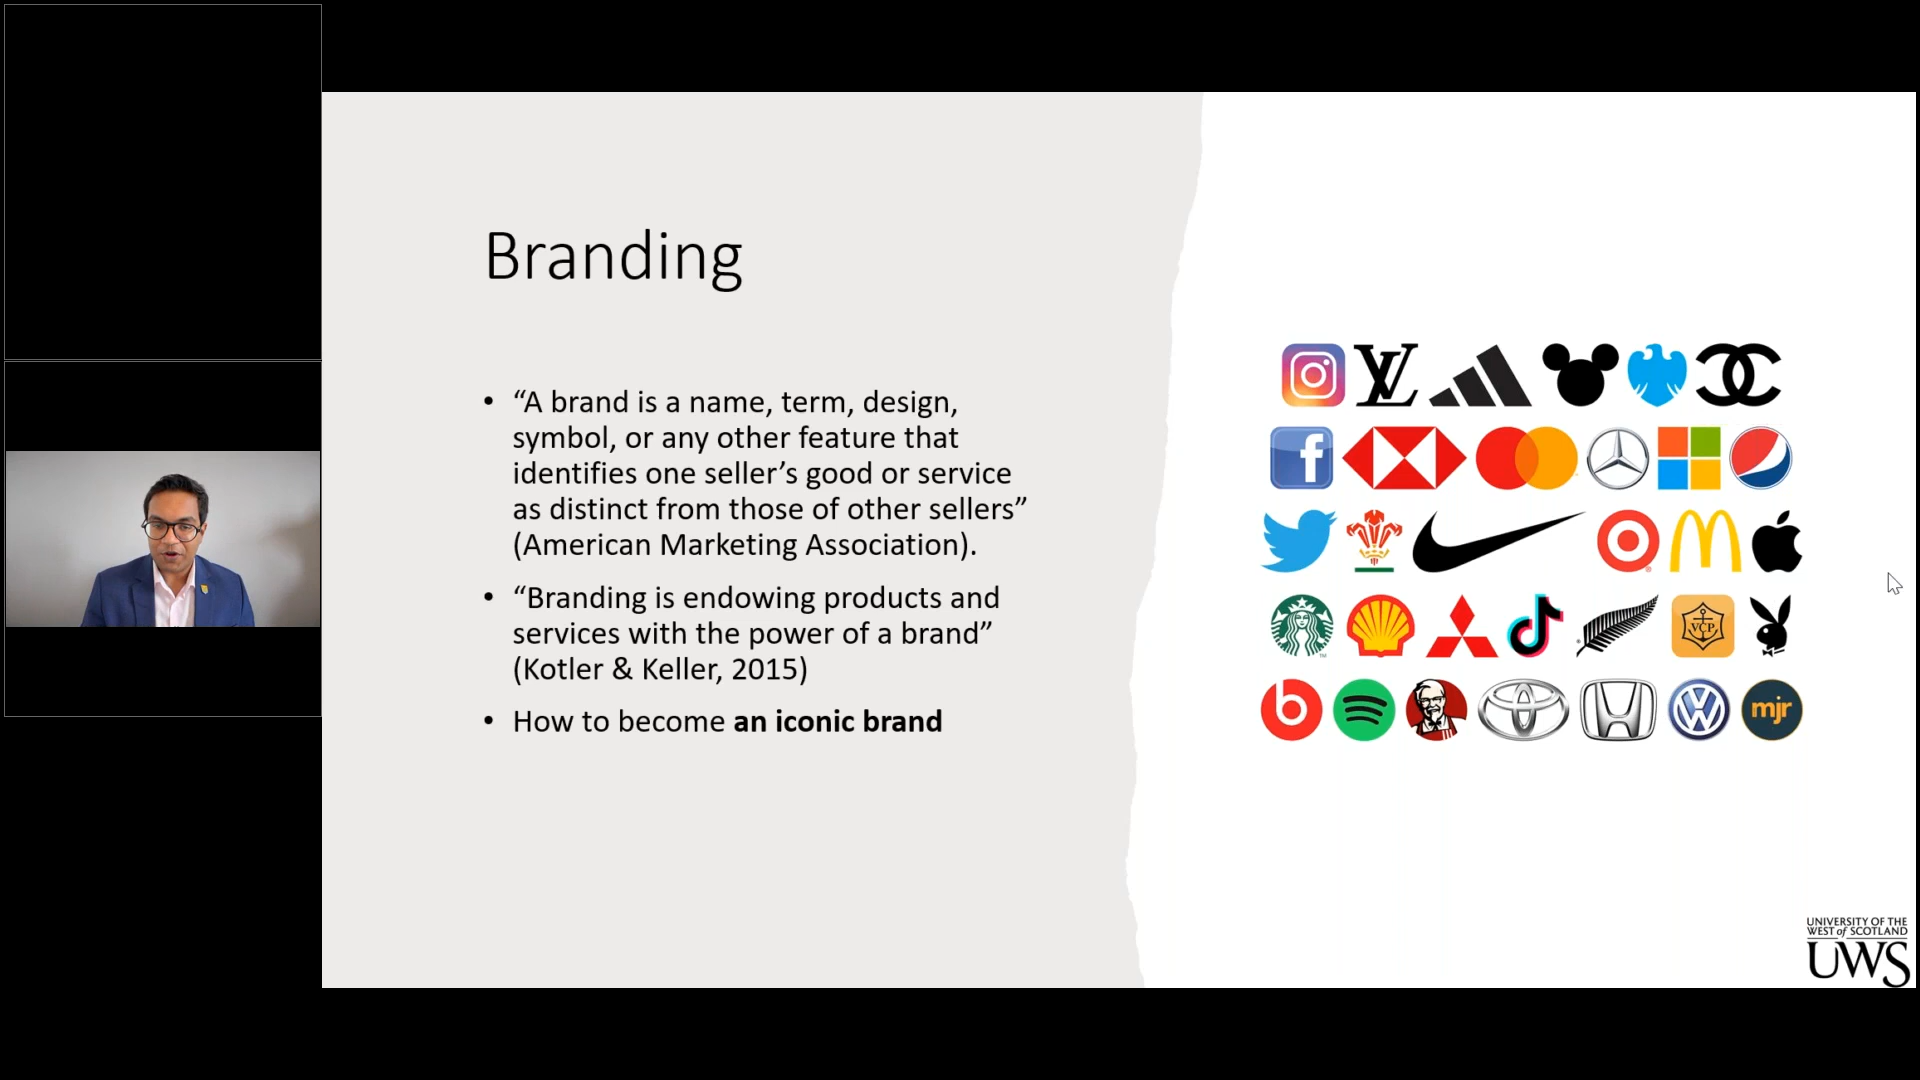 Branding
• “A brand is a name, term, design,
symbol, or any other feature that
identifies one seller’s good or service
as distinct from those of other sellers”
(American Marketing Association).
• “Branding is endowing products and
services with the power of a brand”
(Kotler & Keller, 2015)
• How to become an iconic brand
VCP
mjr
UNIVERSITY OF THE
WEST of SCOTLAND
UWS